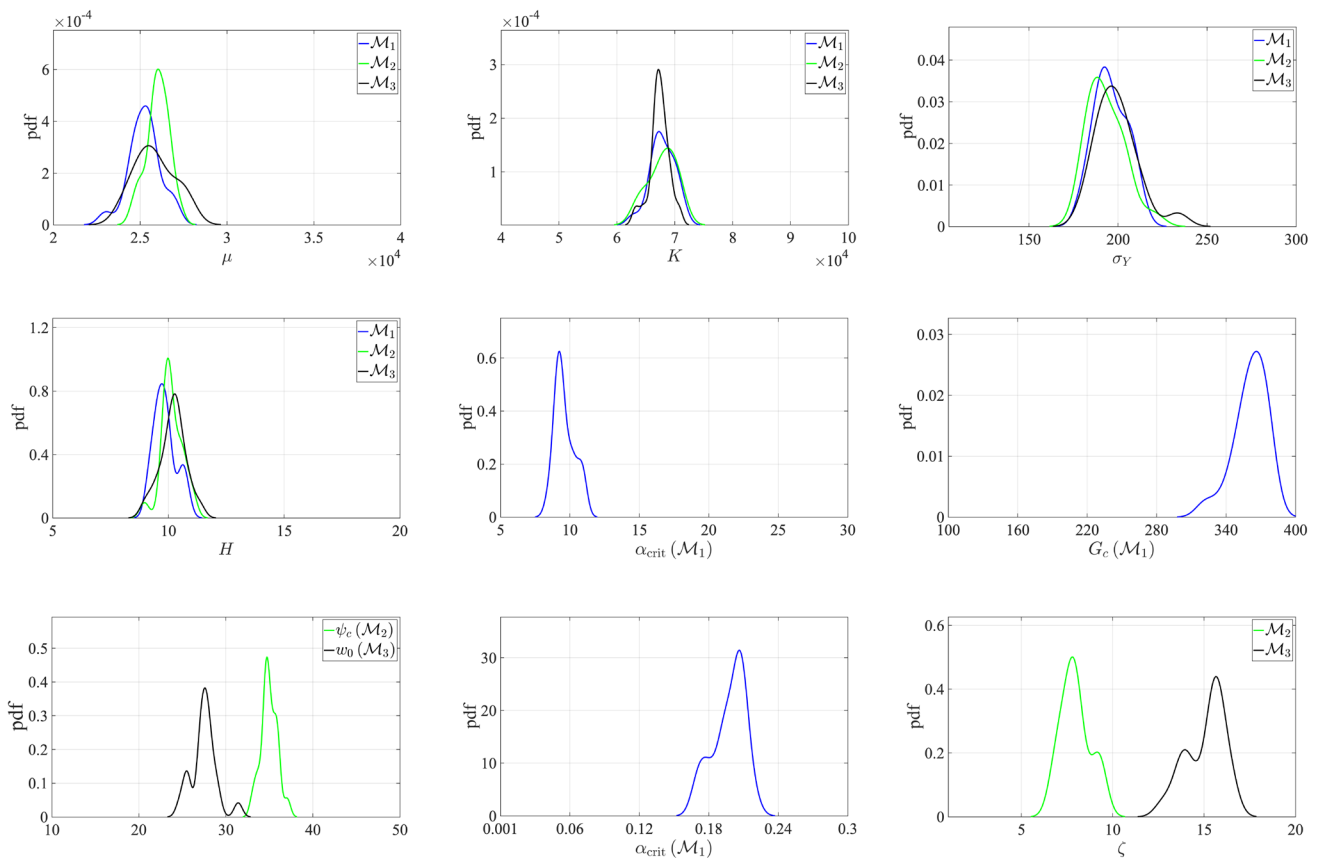 ×10⁻⁴
pdf
6
4
2
0
2 2.5 3 3.5 4
μ
×10⁴
M₁
M₂
M₃
×10⁻⁴
pdf
3
2
1
4 5 6 7 8 9 10
K
×10⁴
M₁
M₂
M₃
pdf
0.04
0.03
0.02
0.01
0
150 200 250 300
σ_Y
M₁
M₂
M₃
pdf
1.2
0.8
0.4
0
5 10 15 20
H
M₁
M₂
M₃
pdf
0.6
0.4
0.2
0
5 10 15 20 25 30
α_crit (M₁)
pdf
0.03
0.02
0.01
0
100 160 220 280 340 400
G_c (M₁)
pdf
0.5
0.4
0.3
0.2
0.1
0
10 20 30 40 50
ψ_c (M₂)
w₀ (M₃)
pdf
30
20
10
0
0.001 0.06 0.12 0.18 0.24 0.3
α_crit (M₁)
pdf
0.6
0.4
0.2
0
5 10 15 20
ζ
M₂
M₃